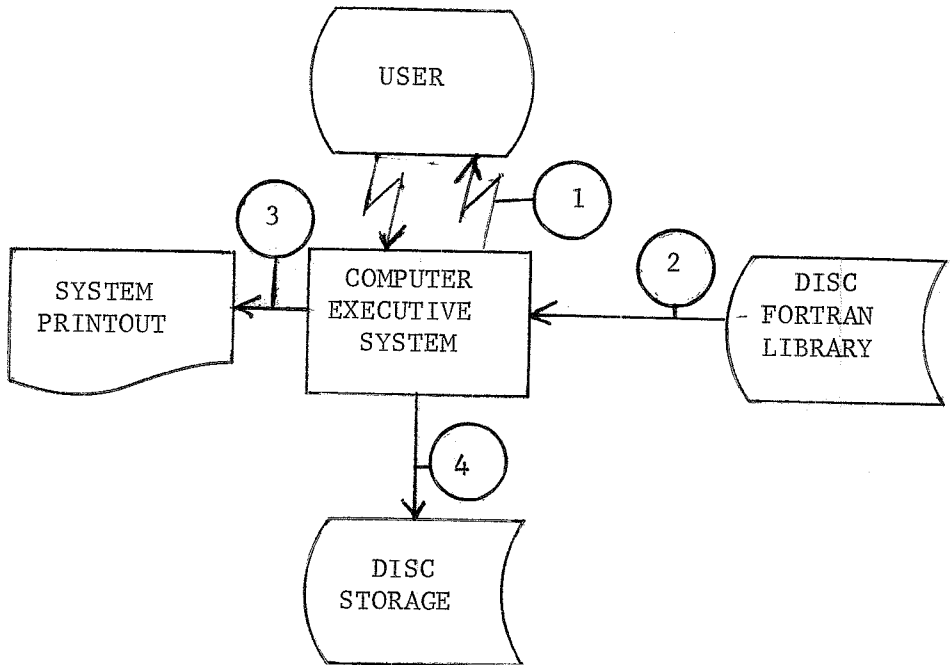 USER
1
3
2
SYSTEM
PRINTOUT
COMPUTER
EXECUTIVE
SYSTEM
DISC
FORTRAN
LIBRARY
4
DISC
STORAGE